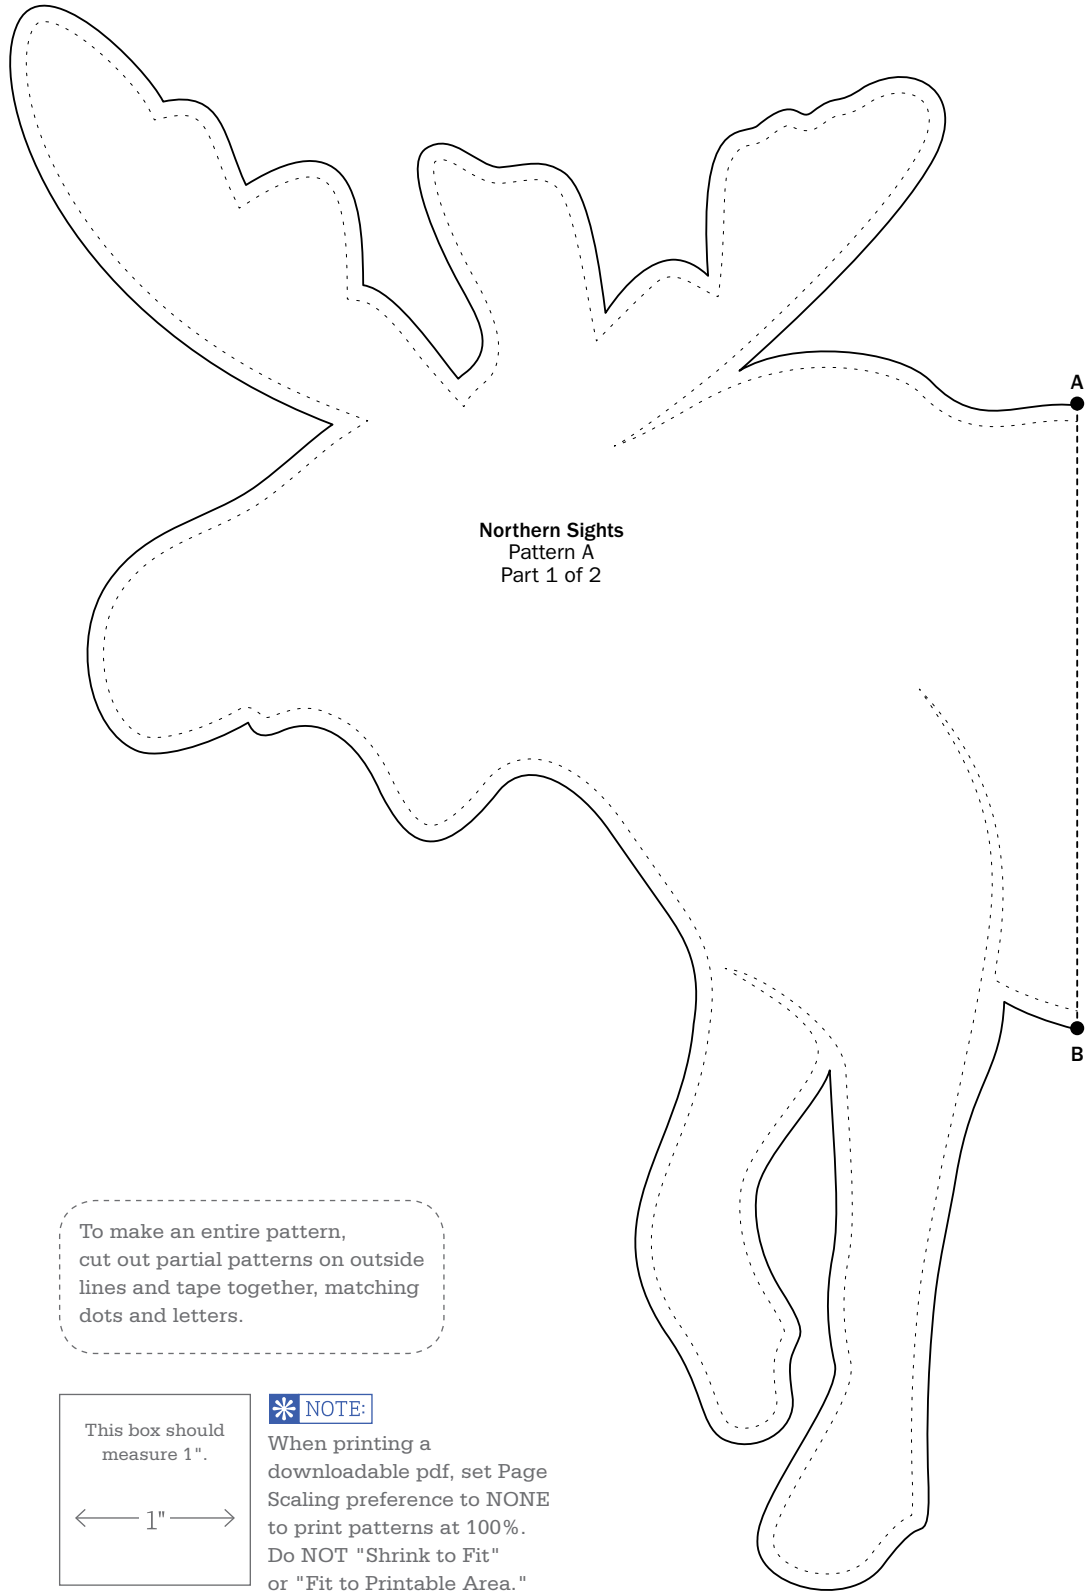 A
Northern Sights
Pattern A
Part 1 of 2
B
To make an entire pattern,
cut out partial patterns on outside
lines and tape together, matching
dots and letters.
This box should
measure 1".
1"
NOTE:
When printing a
downloadable pdf, set Page
Scaling preference to NONE
to print patterns at 100%.
Do NOT "Shrink to Fit"
or "Fit to Printable Area."